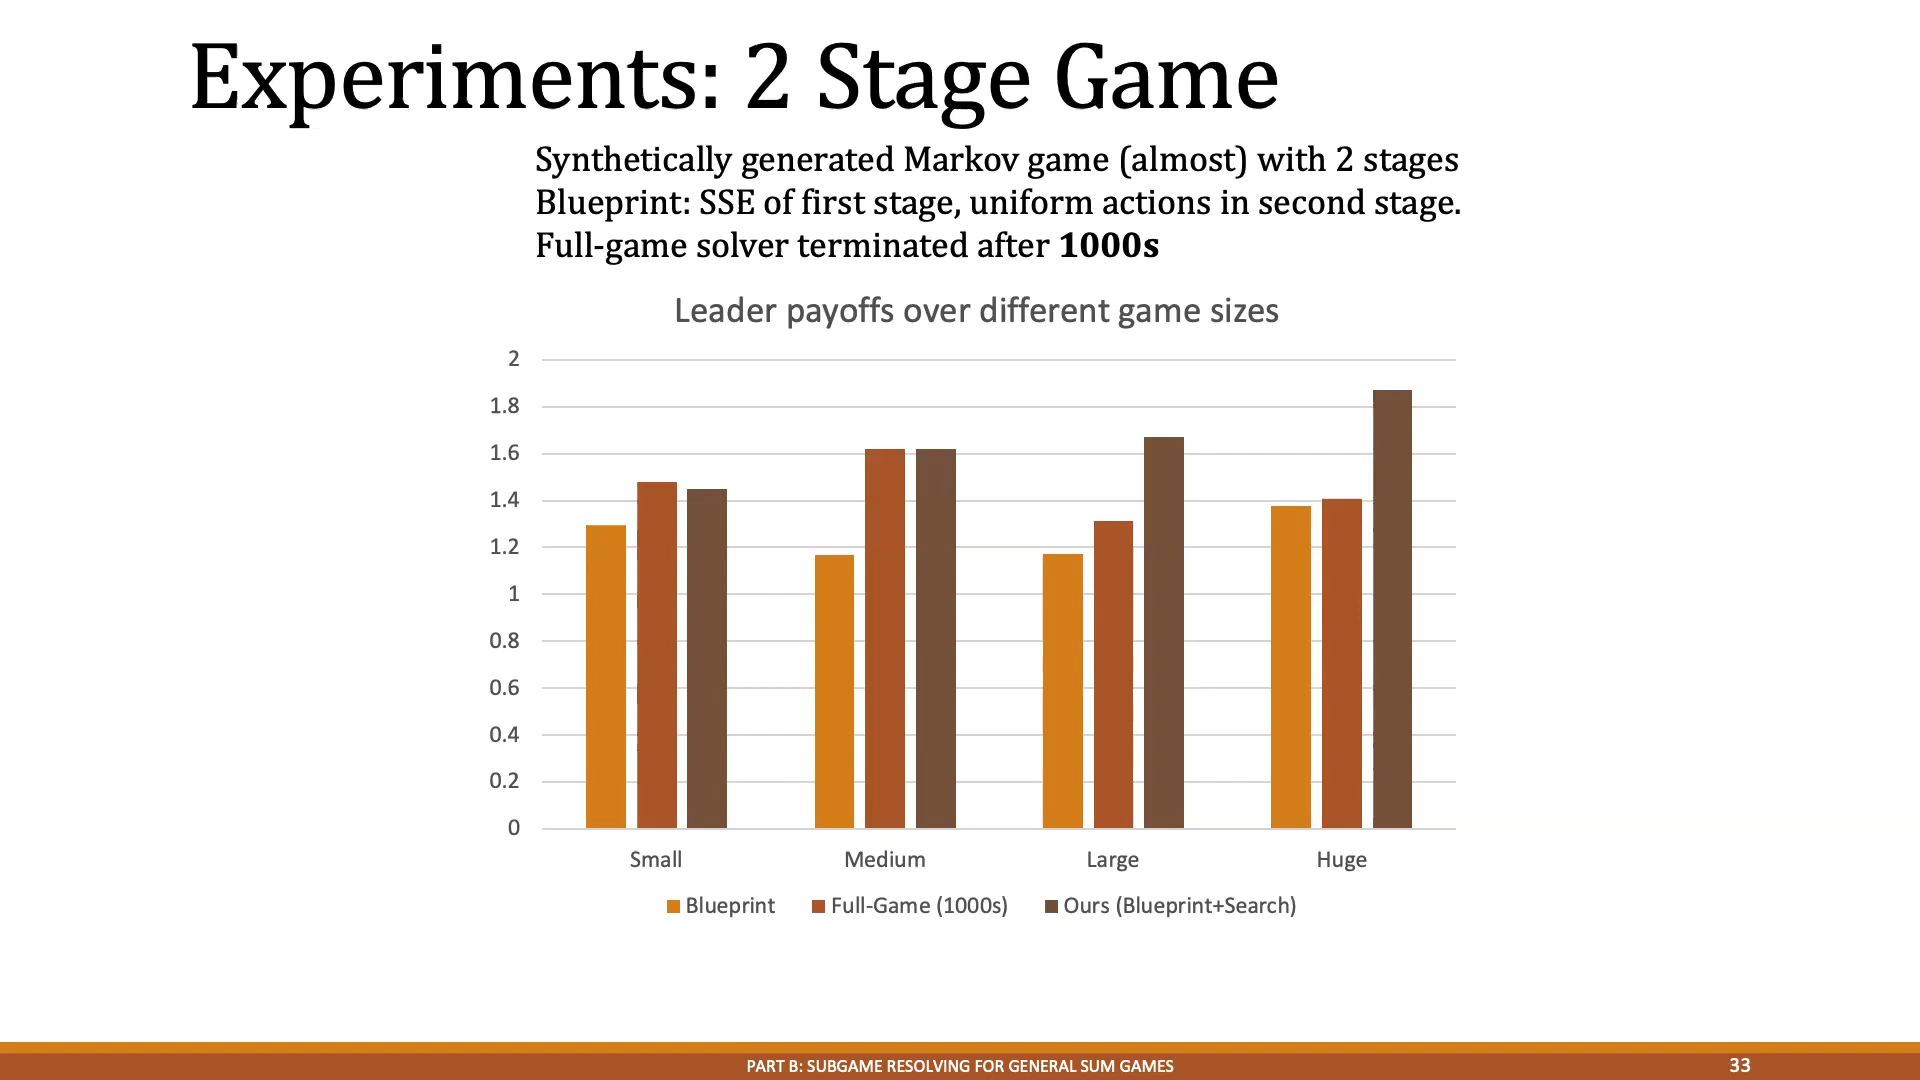 Experiments: 2 Stage Game
Synthetically generated Markov game (almost) with 2 stages
Blueprint: SSE of first stage, uniform actions in second stage.
Full-game solver terminated after 1000s
Leader payoffs over different game sizes
2
1.8
1.6
1.4
1.2
1
0.8
0.6
0.4
0.2
0
Small Medium Large Huge
Blueprint Full-Game (1000s) Ours (Blueprint+Search)
PART B: SUBGAME RESOLVING FOR GENERAL SUM GAMES 33